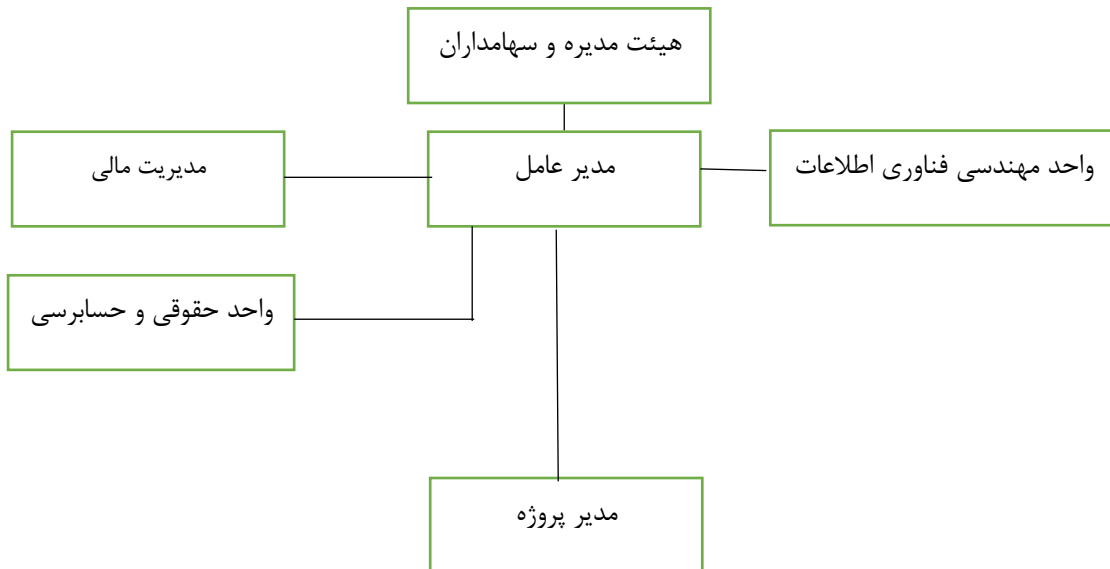 هیئت مدیره و سهامداران
واحد مهندسی فناوری اطلاعات
مدیر عامل
مدیریت مالی
واحد حقوقی و حسابرسی
مدیر پروژه